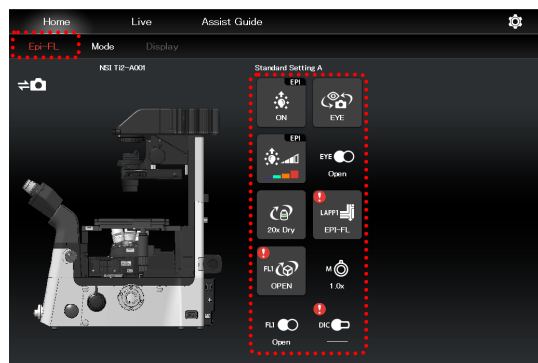 Home Live Assist Guide
Epi-FL Mode Display
NSI Ti2-A001 Standard Setting A
EPI
ON EYE
EPI
EYE
Open
LAPP1
20x Dry EPI-FL
FL1 M
OPEN 1.0x
FL1 DIC
Open